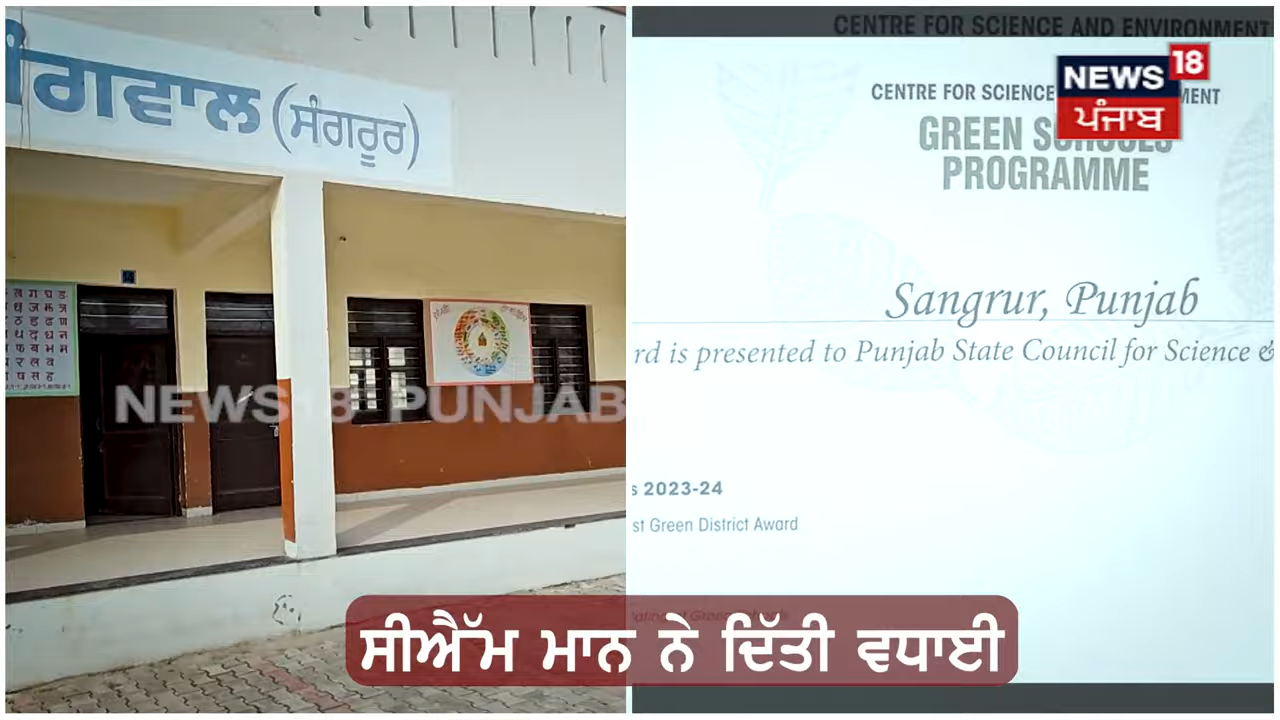 ੰਗਵਾਲ (ਸੰਗਰੂਰ)
NEWS18 PUNJAB
CENTRE FOR SCIENCE AND ENVIRONMENT
NEWS 18
ਪੰਜਾਬ
CENTRE FOR SCIENCE MENT
GREEN SCHOOLS
PROGRAMME
Sangrur, Punjab
rd is presented to Punjab State Council for Science &
s 2023-24
st Green District Award
ਸੀਐੱਮ ਮਾਨ ਨੇ ਦਿੱਤੀ ਵਧਾਈ